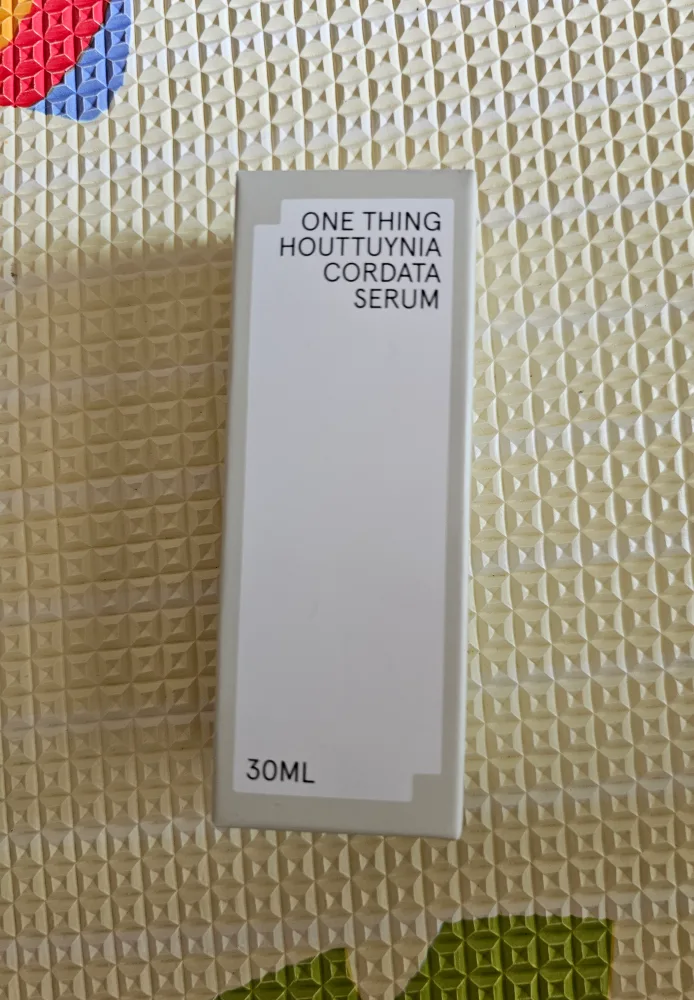 ONE THING
HOUTTUYNIA
CORDATA
SERUM
30ML